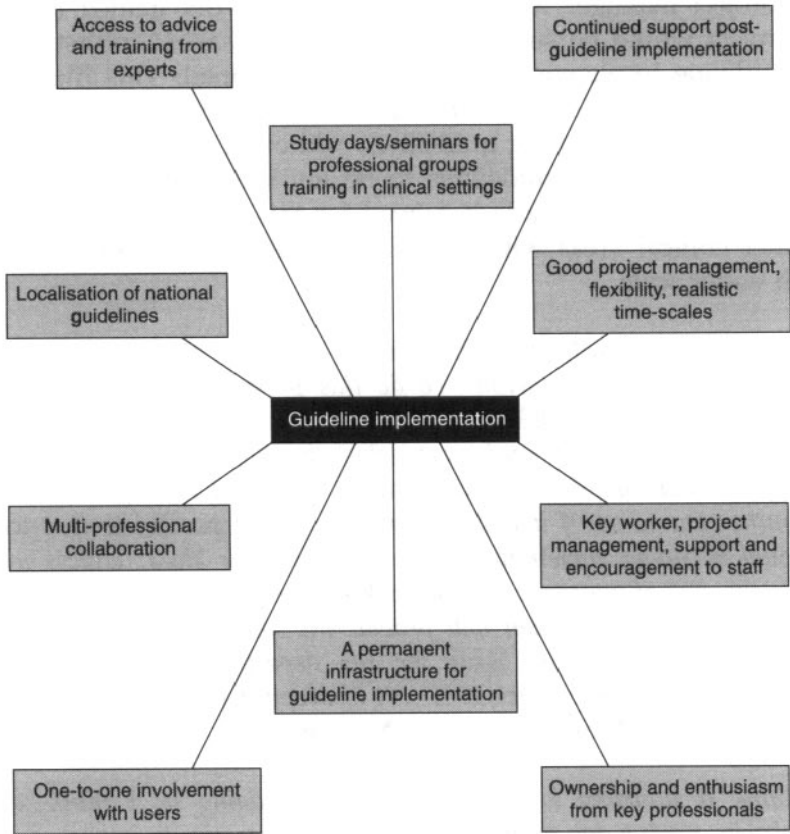 Access to advice
and training from
experts
Continued support post-
guideline implementation
Study days/seminars for
professional groups
training in clinical settings
Localisation of national
guidelines
Good project management,
flexibility, realistic
time-scales
Guideline implementation
Multi-professional
collaboration
Key worker, project
management, support and
encouragement to staff
A permanent
infrastructure for
guideline implementation
One-to-one involvement
with users
Ownership and enthusiasm
from key professionals